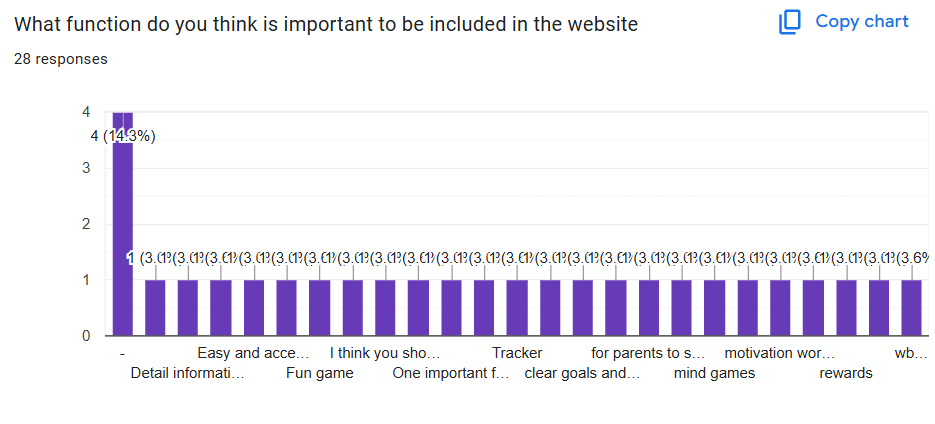 What function do you think is important to be included in the website
Copy chart
28 responses
4
4 (14.3%)
3
2
1
0
- Easy and acce… I think you sho… Tracker for parents to s… motivation wor… wb…
Detail informati… Fun game One important f… clear goals and… mind games rewards